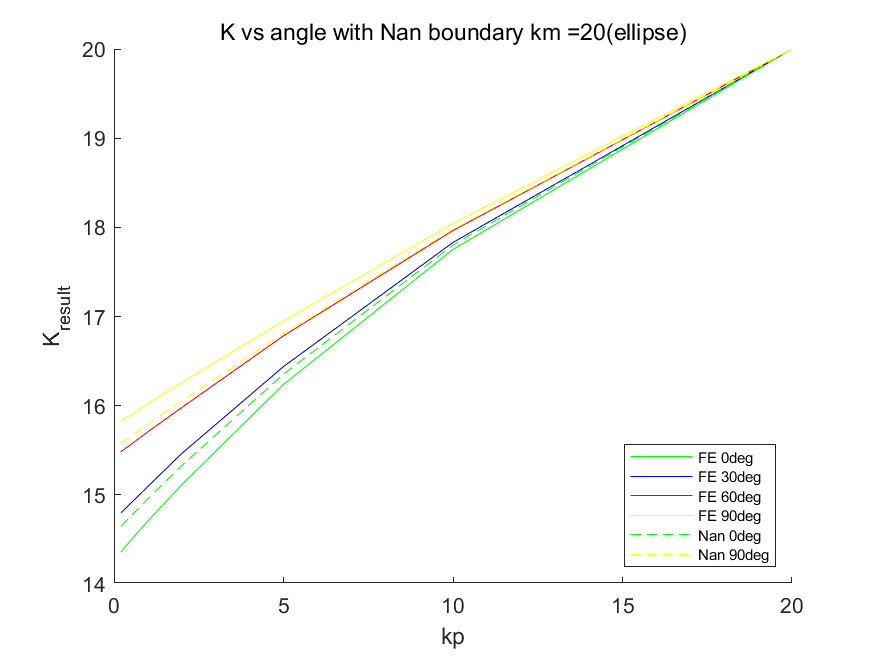 K vs angle with Nan boundary km =20(ellipse)
20
19
18
17
16
15
14
K_result
0
5
10
15
20
kp
FE 0deg
FE 30deg
FE 60deg
FE 90deg
Nan 0deg
Nan 90deg